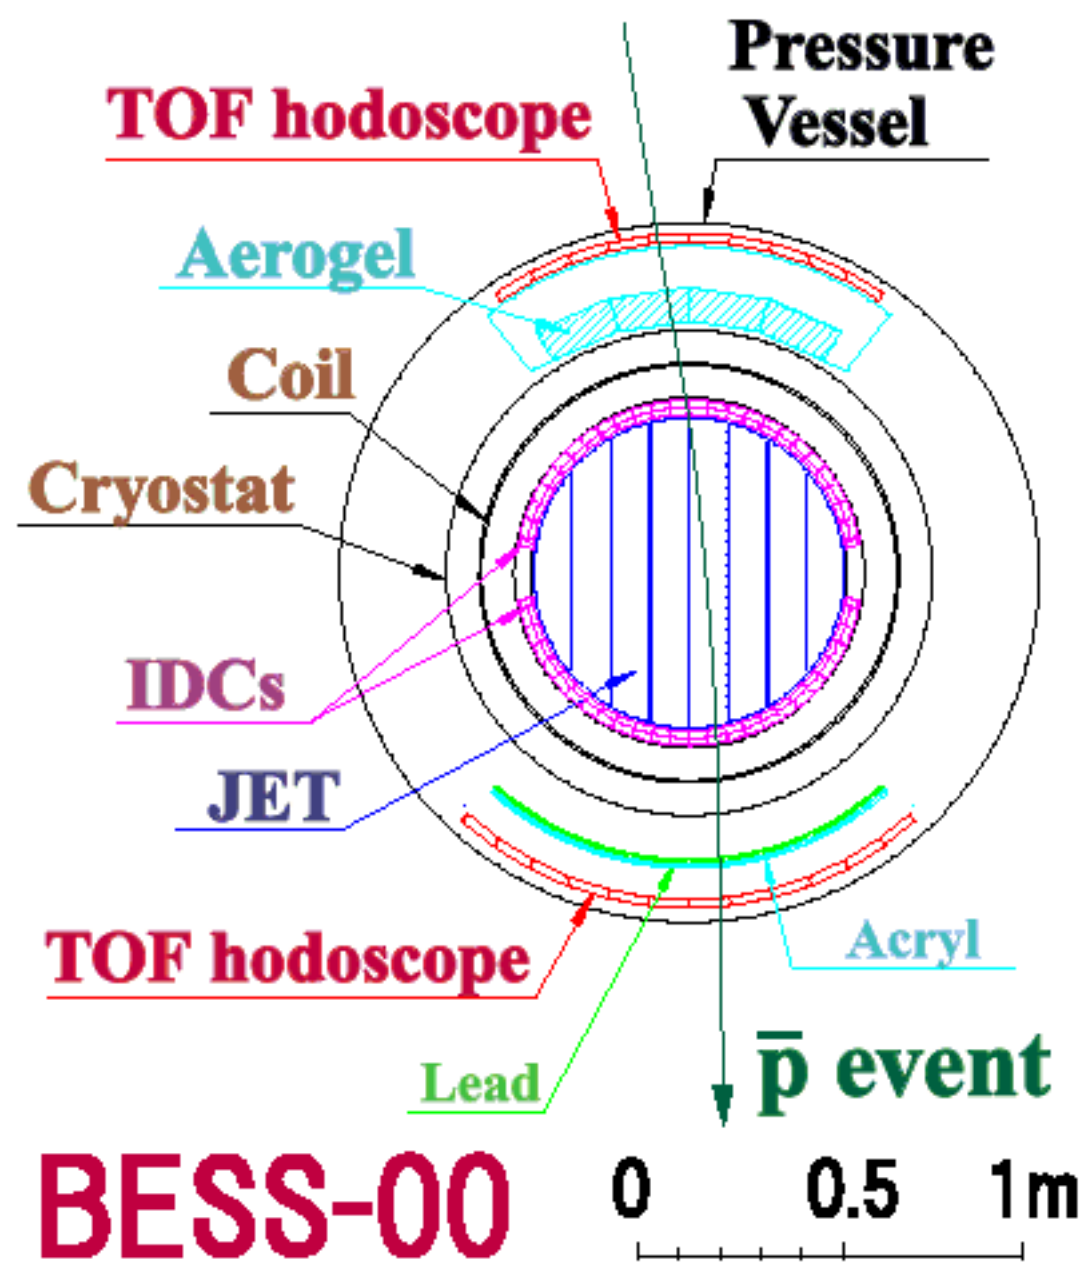 Pressure
Vessel
TOF hodoscope
Aerogel
Coil
Cryostat
IDCs
JET
TOF hodoscope
Acryl
Lead
p̅ event
BESS-00
0 0.5 1m